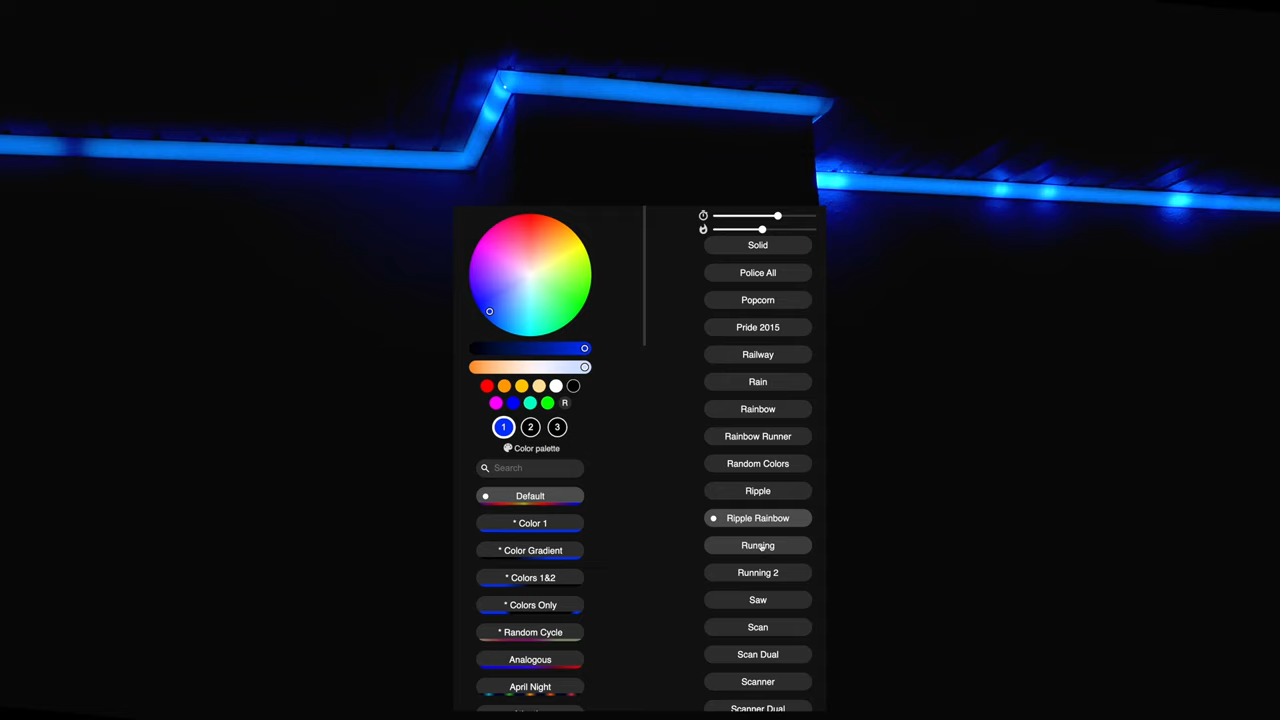 R
1
2
3
Color palette
Search
Default
* Color 1
* Color Gradient
* Colors 1&2
* Colors Only
* Random Cycle
Analogous
April Night
Solid
Police All
Popcorn
Pride 2015
Railway
Rain
Rainbow
Rainbow Runner
Random Colors
Ripple
Ripple Rainbow
Running
Running 2
Saw
Scan
Scan Dual
Scanner
Scanner Dual